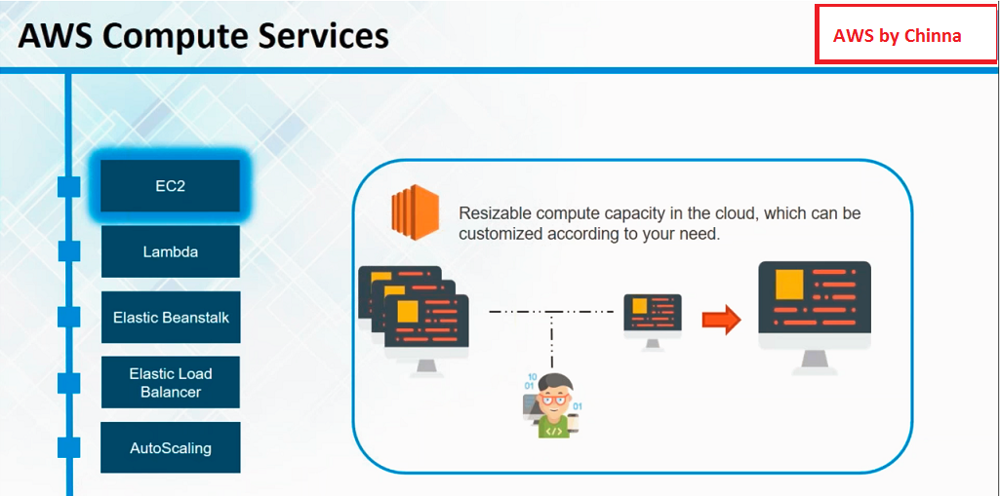 AWS Compute Services
AWS by Chinna
EC2
Lambda
Elastic Beanstalk
Elastic Load
Balancer
AutoScaling
Resizable compute capacity in the cloud, which can be
customized according to your need.
10
01
01
</>